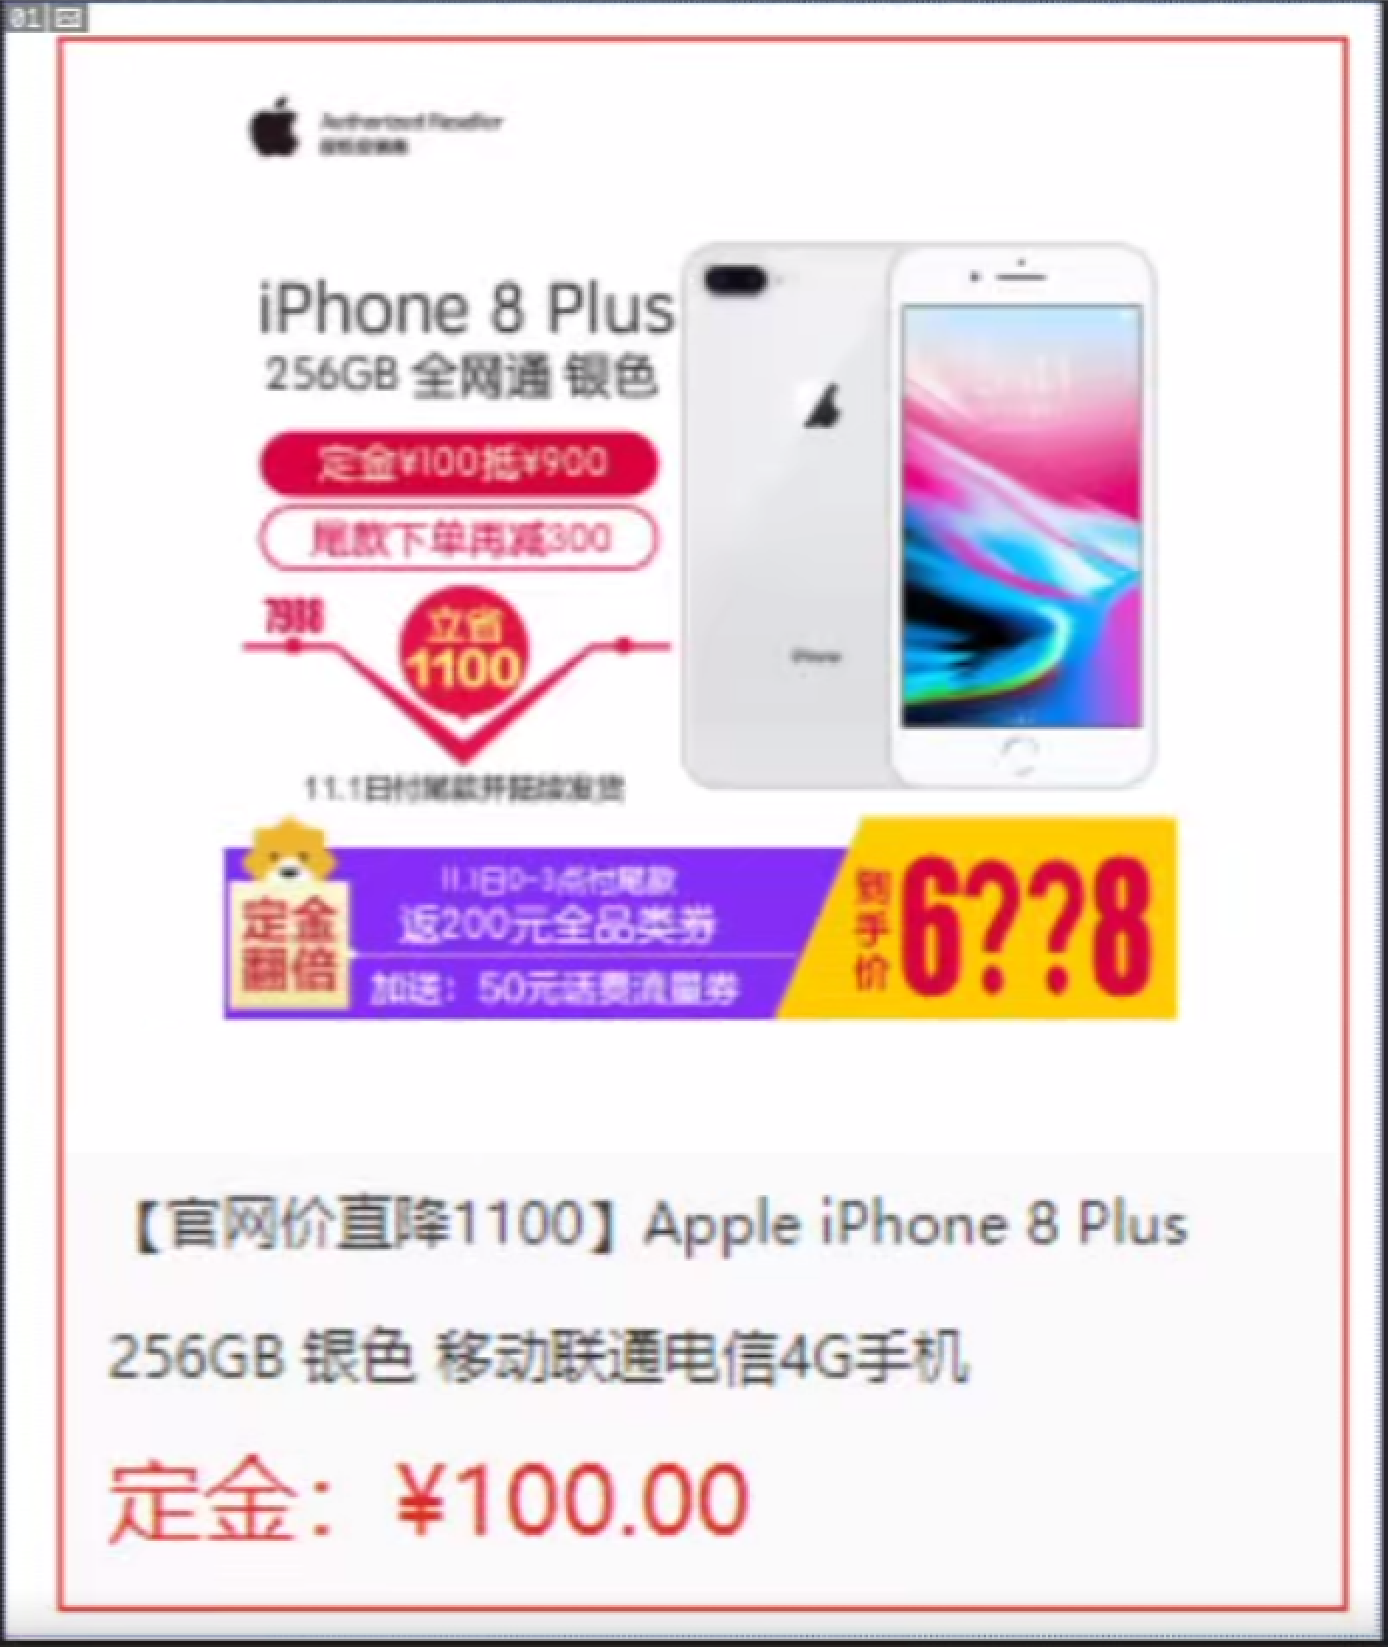 01
Authorized Reseller
授权经销商
iPhone 8 Plus
256GB 全网通 银色
定金¥100抵¥900
尾款下单再减300
7988
立省
1100
iPhone
11.1日付尾款并陆续发货
定金
翻倍
11.1日0-3点付尾款
返200元全品类券
加送：50元话费流量券
到手价
6??8
【官网价直降1100】Apple iPhone 8 Plus
256GB 银色 移动联通电信4G手机
定金：¥100.00